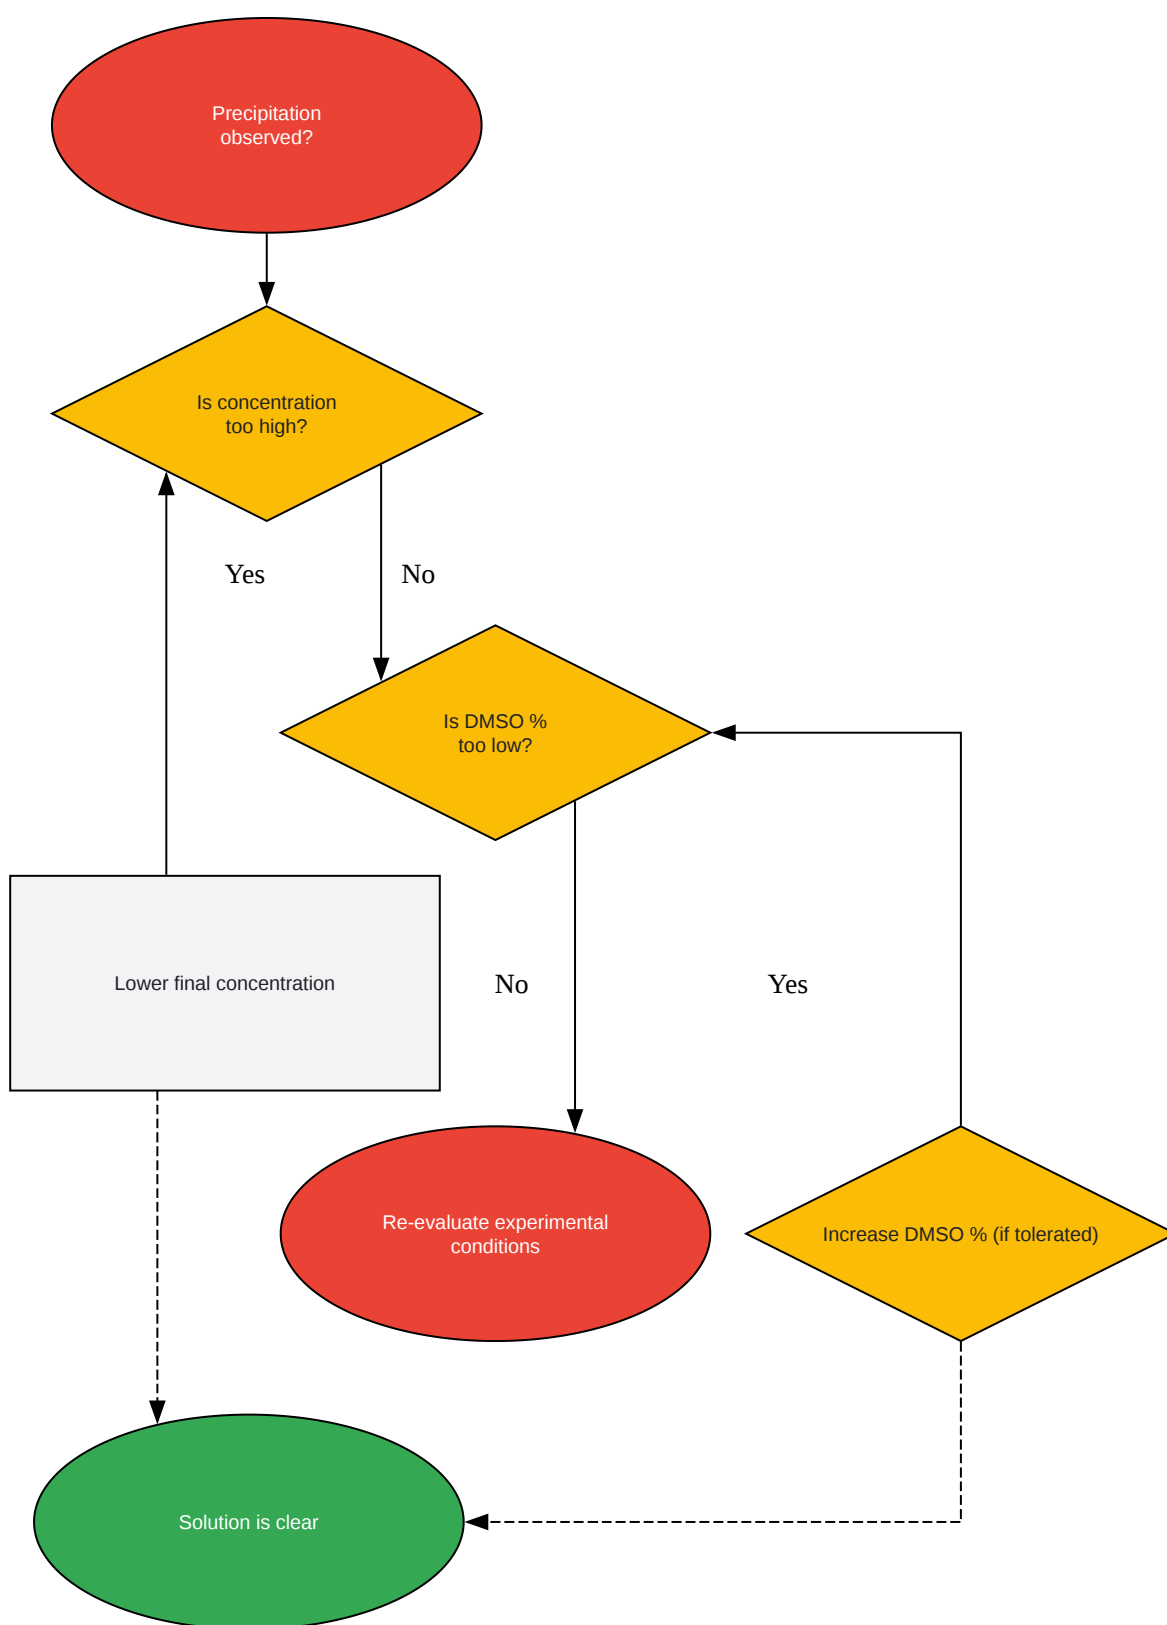 Precipitation
observed?
Is concentration
too high?
Yes
No
Is DMSO %
too low?
Lower final concentration
No
Yes
Re-evaluate experimental
conditions
Increase DMSO % (if tolerated)
Solution is clear